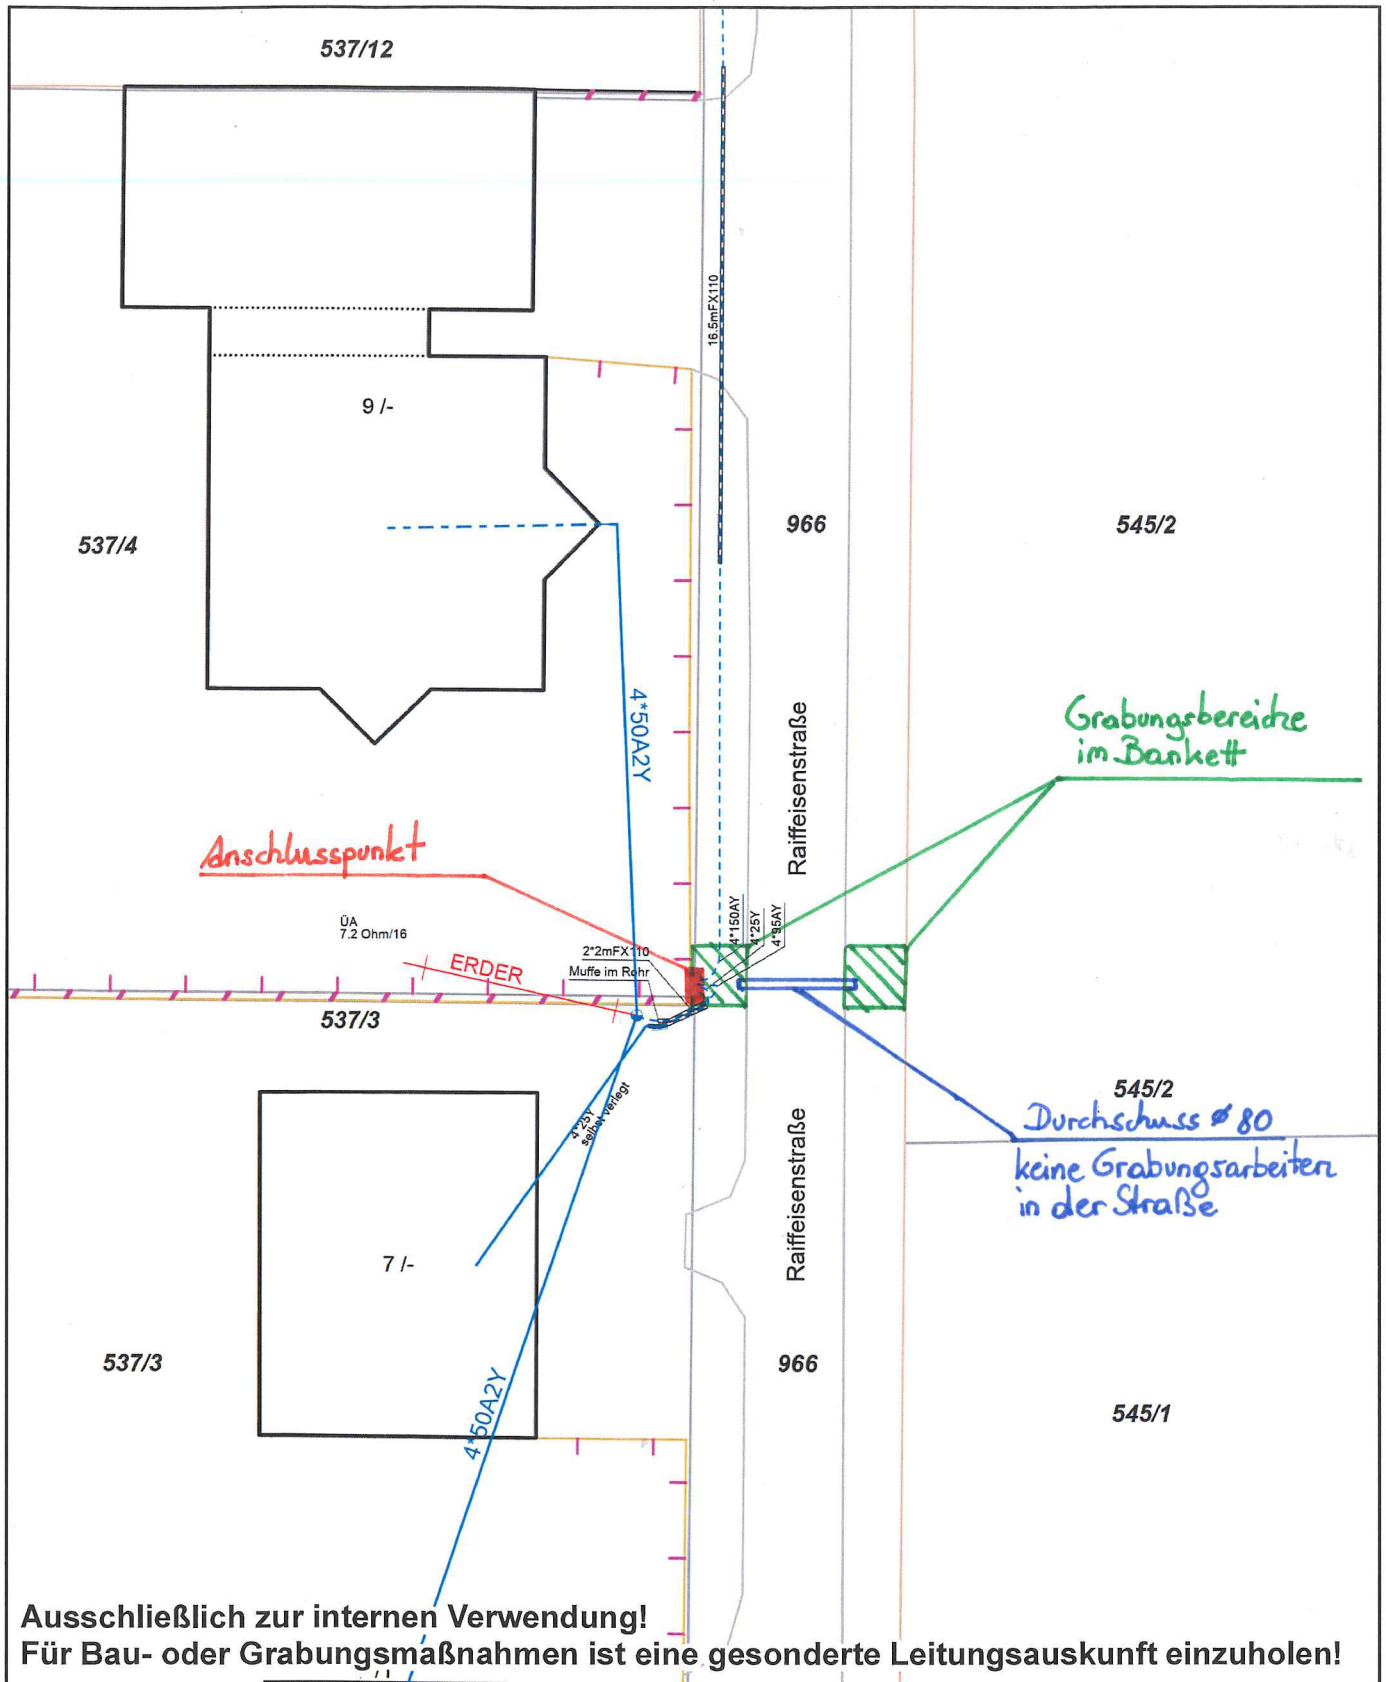 537/12
16.5mFX110
9 /-
537/4
966
545/2
4*50A2Y
Raiffeisenstraße
Grabungsbereiche
im Bankett
Anschlusspunkt
ÜA
7.2 Ohm/16
ERDER
2*2mFX110
Muffe im Rohr
4*150AY
4*25Y
4*95AY
537/3
4*25Y
selbst verlegt
545/2
Durchschuss ø 80
keine Grabungsarbeiten
in der Straße
Raiffeisenstraße
7 /-
537/3
966
4*50A2Y
545/1
Ausschließlich zur internen Verwendung!
Für Bau- oder Grabungsmaßnahmen ist eine gesonderte Leitungsauskunft einzuholen!